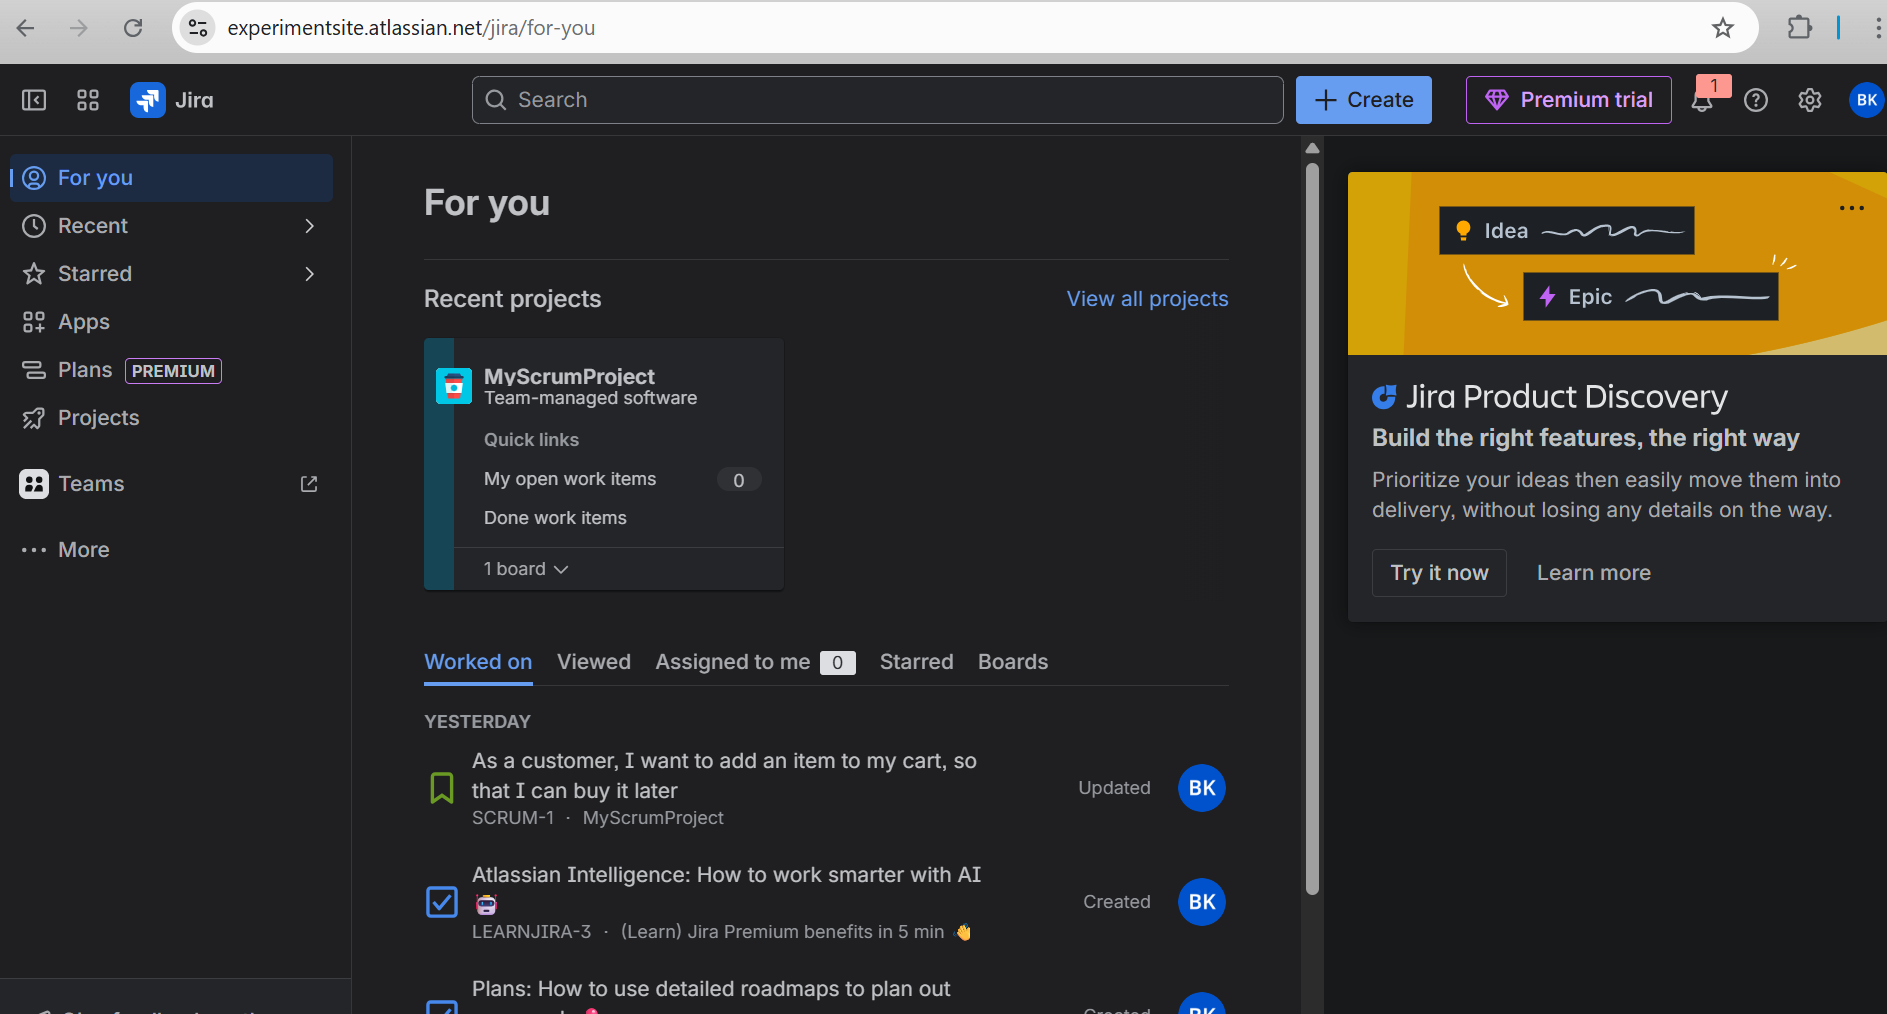 experimentsite.atlassian.net/jira/for-you
Jira
Search
Create
Premium trial
1
BK
For you
Recent
Starred
Apps
Plans PREMIUM
Projects
Teams
More
For you
Recent projects
View all projects
MyScrumProject
Team-managed software
Quick links
My open work items 0
Done work items
1 board
Worked on Viewed Assigned to me 0 Starred Boards
YESTERDAY
As a customer, I want to add an item to my cart, so
that I can buy it later
SCRUM-1 · MyScrumProject
Updated
BK
Atlassian Intelligence: How to work smarter with AI
🤖
LEARNJIRA-3 · (Learn) Jira Premium benefits in 5 min 👋
Created
BK
Plans: How to use detailed roadmaps to plan out
Created
BK
Idea
Epic
Jira Product Discovery
Build the right features, the right way
Prioritize your ideas then easily move them into
delivery, without losing any details on the way.
Try it now
Learn more